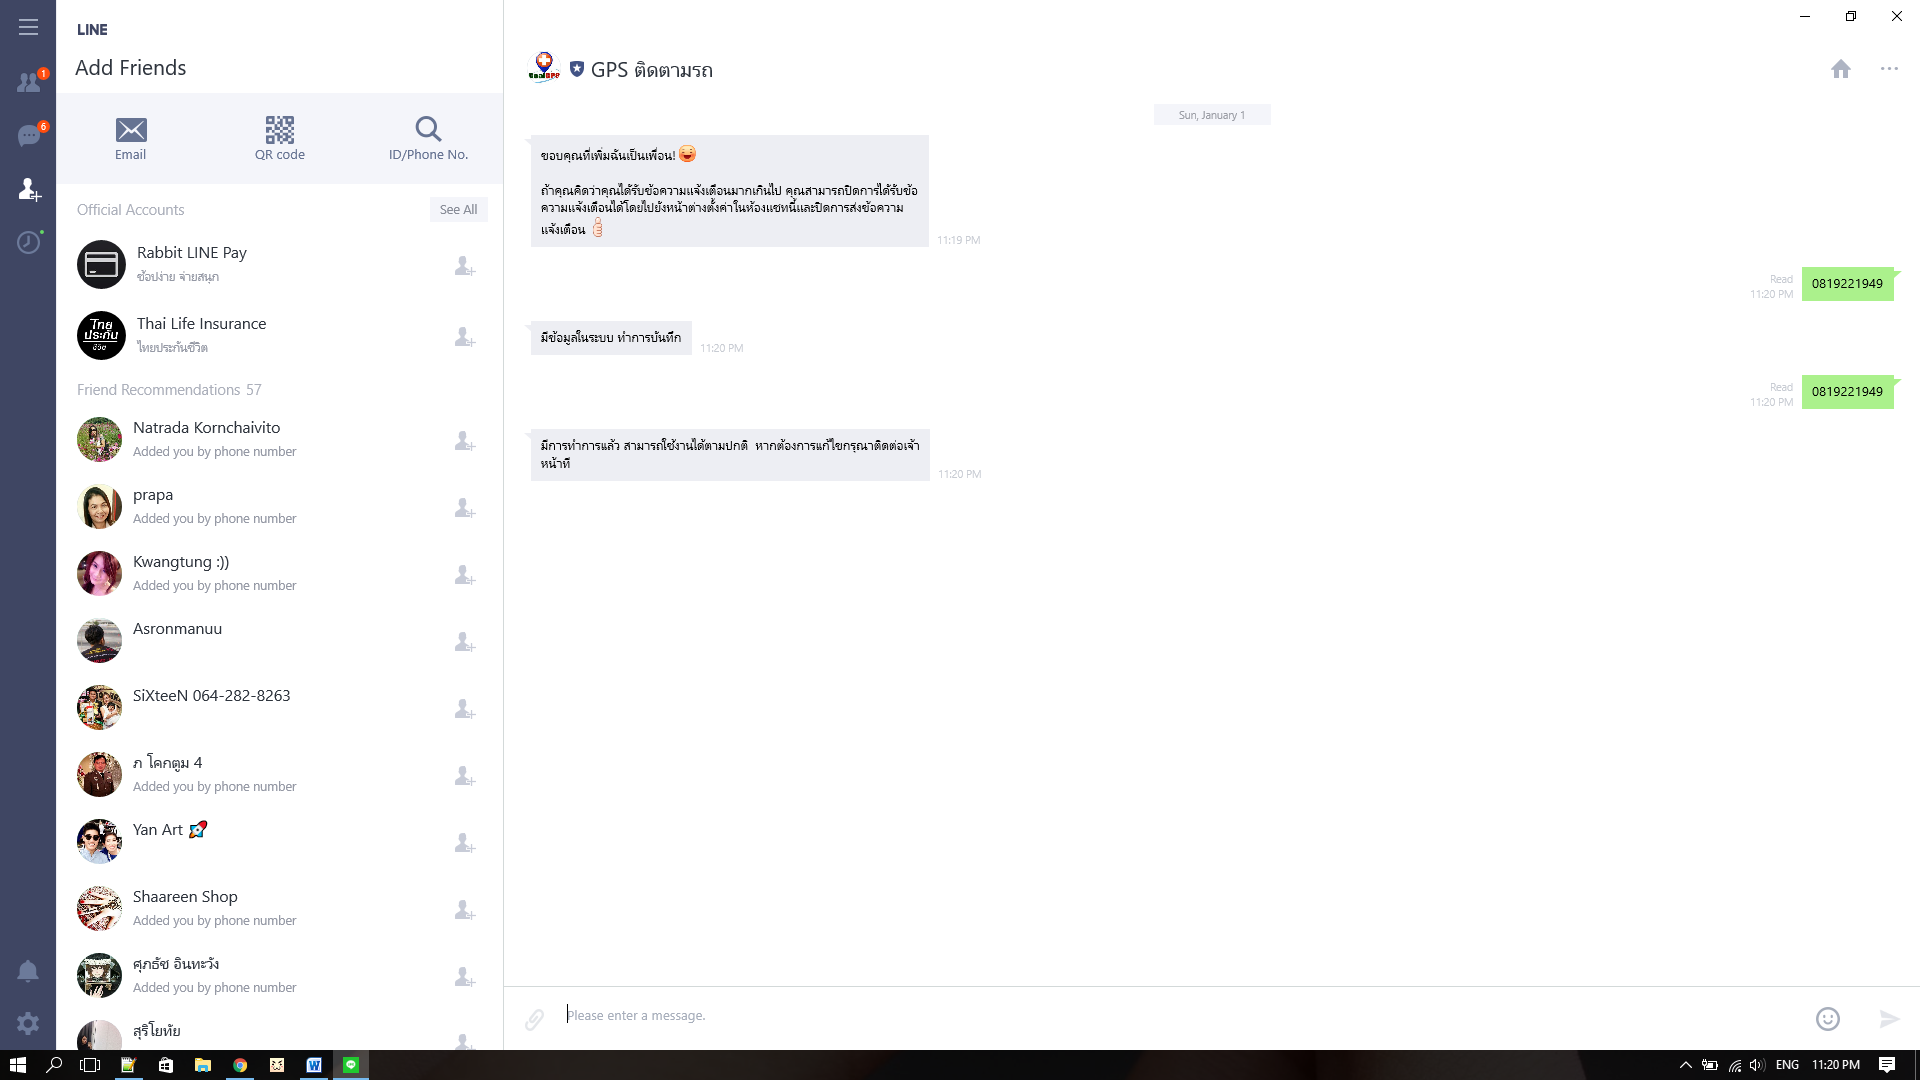 LINE
Add Friends
1
6
Email
QR code
ID/Phone No.
Official Accounts
See All
Rabbit LINE Pay
ช้อปง่าย จ่ายสนุก
Thai Life Insurance
ไทยประกันชีวิต
ไทย
ประกัน
ชีวิต
Friend Recommendations 57
Natrada Kornchaivito
Added you by phone number
prapa
Added you by phone number
Kwangtung :))
Added you by phone number
Asronmanuu
SiXteeN 064-282-8263
ภ โคกตูม 4
Added you by phone number
Yan Art 🚀
Shaareen Shop
Added you by phone number
ศุภธัช อินทะวัง
Added you by phone number
สุริโยทัย
GPS ติดตามรถ
Sun, January 1
ขอบคุณที่เพิ่มฉันเป็นเพื่อน!
ถ้าคุณคิดว่าคุณได้รับข้อความแจ้งเตือนมากเกินไป คุณสามารถปิดการได้รับข้อ
ความแจ้งเตือนได้โดยไปยังหน้าต่างตั้งค่าในห้องแชทนี้และปิดการส่งข้อความ
แจ้งเตือน
11:19 PM
Read
11:20 PM
0819221949
มีข้อมูลในระบบ ทำการบันทึก
11:20 PM
Read
11:20 PM
0819221949
มีการทำการแล้ว สามารถใช้งานได้ตามปกติ  หากต้องการแก้ไขกรุณาติดต่อเจ้า
หน้าที่
11:20 PM
Please enter a message.
ENG
11:20 PM